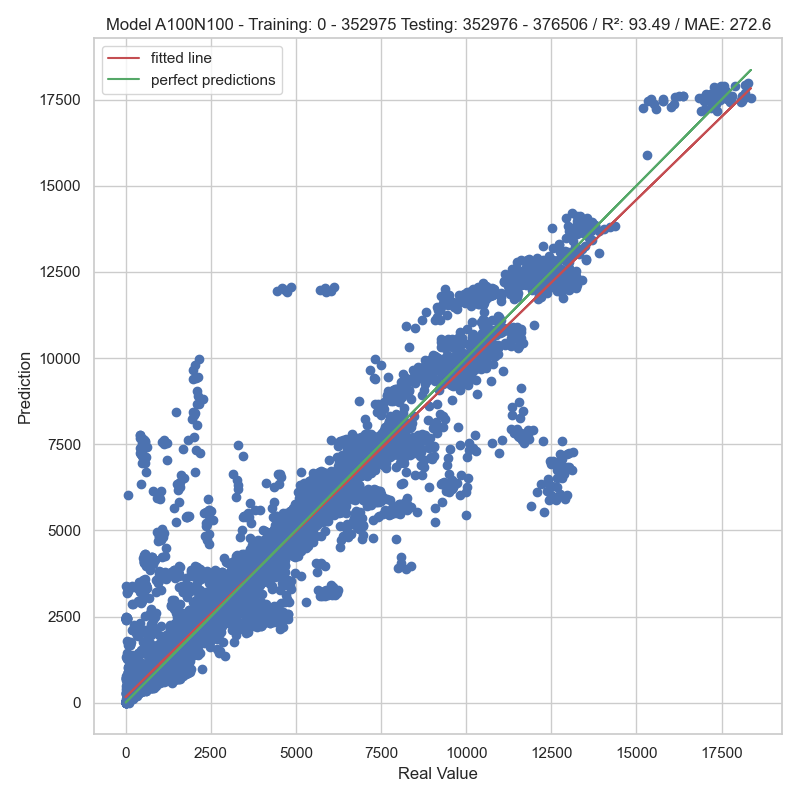 Model A100N100 - Training: 0 - 352975 Testing: 352976 - 376506 / R²: 93.49 / MAE: 272.6
fitted line
perfect predictions
17500
15000
12500
10000
7500
5000
2500
0
Prediction
0 2500 5000 7500 10000 12500 15000 17500
Real Value